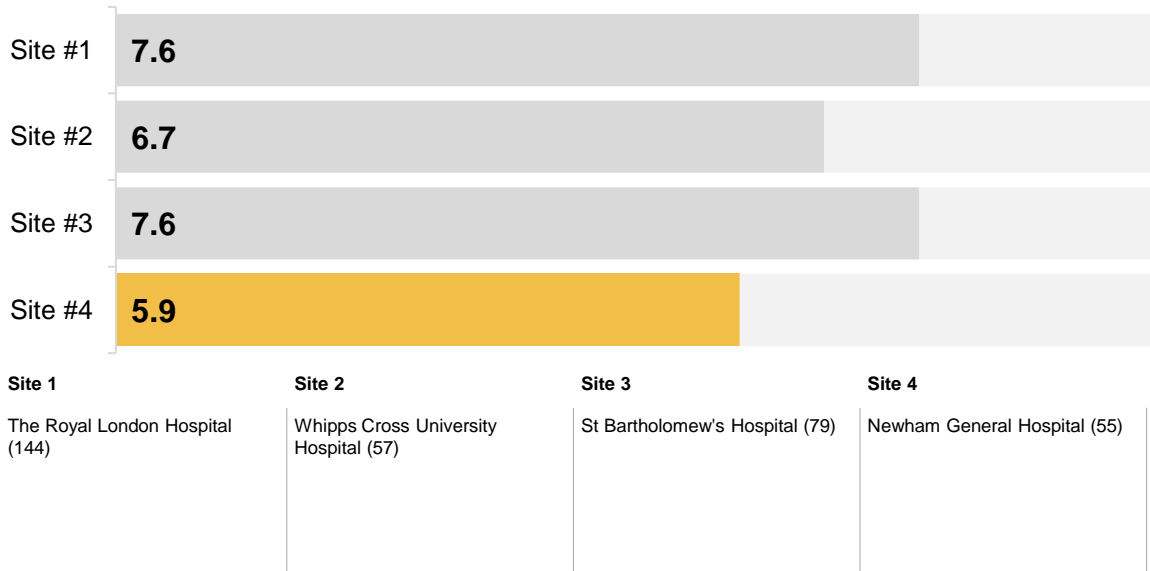 Site #1
7.6
Site #2
6.7
Site #3
7.6
Site #4
5.9
Site 1
The Royal London Hospital
(144)
Site 2
Whipps Cross University
Hospital (57)
Site 3
St Bartholomew's Hospital (79)
Site 4
Newham General Hospital (55)